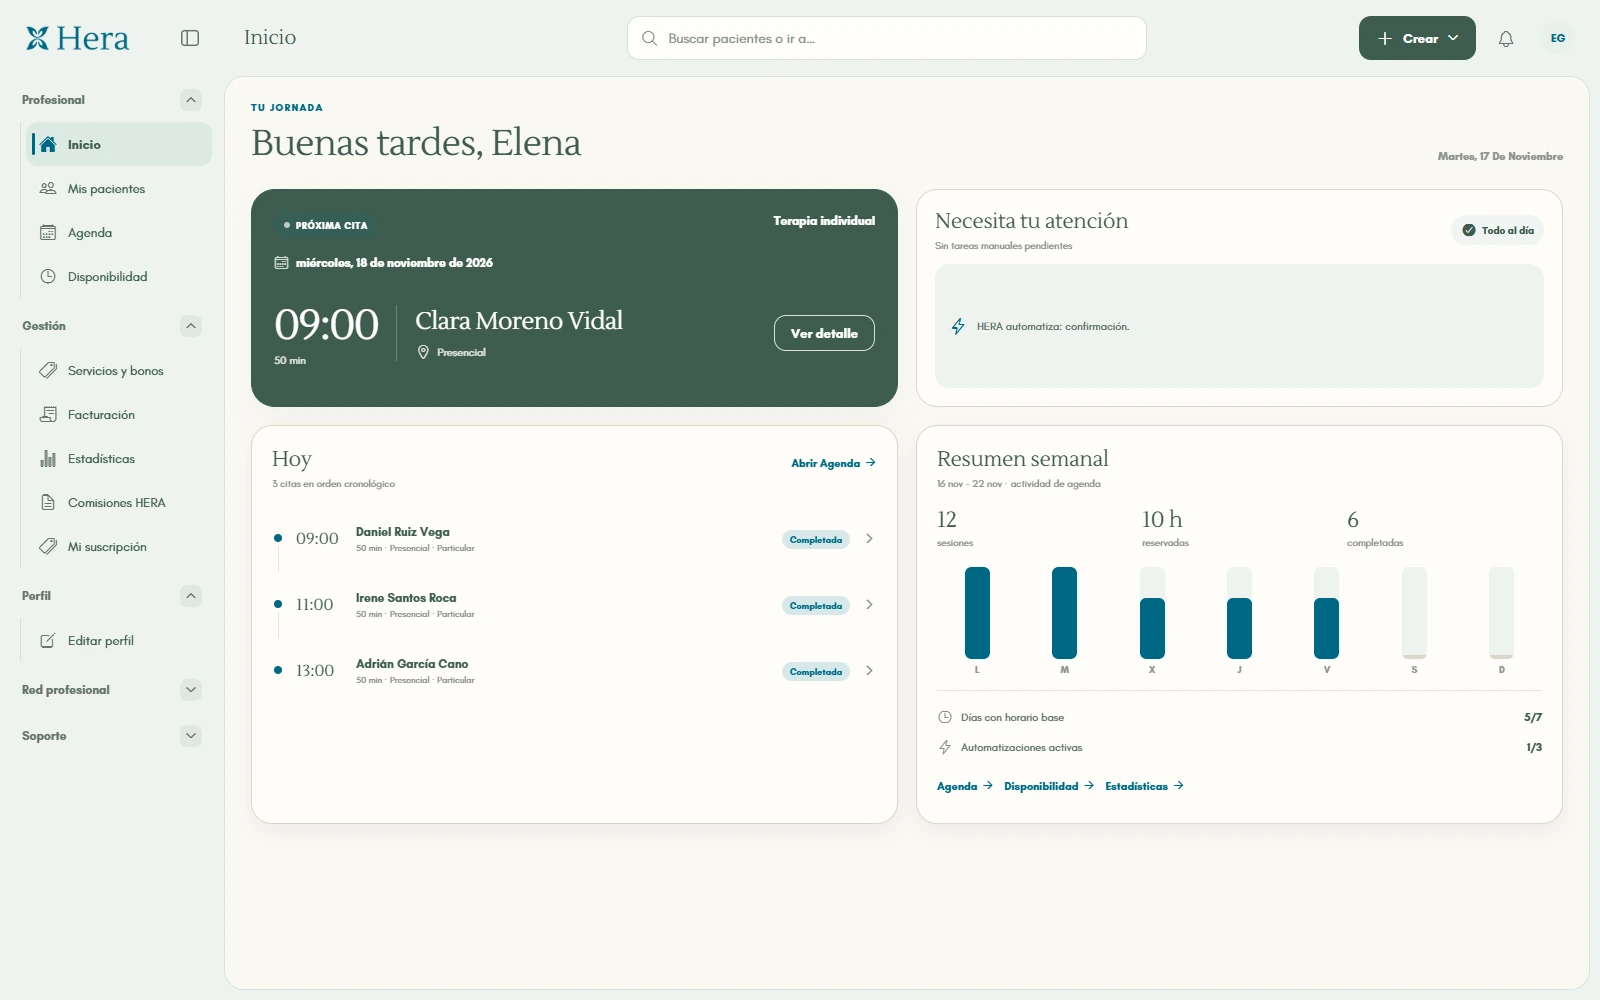 Hera
Inicio
Buscar pacientes o ir a...
Crear
EG
Profesional
Inicio
Mis pacientes
Agenda
Disponibilidad
Gestión
Servicios y bonos
Facturación
Estadísticas
Comisiones HERA
Mi suscripción
Perfil
Editar perfil
Red profesional
Soporte
TU JORNADA
Buenas tardes, Elena
Martes, 17 De Noviembre
PRÓXIMA CITA
Terapia individual
miércoles, 18 de noviembre de 2026
09:00
50 min
Clara Moreno Vidal
Presencial
Ver detalle
Necesita tu atención
Sin tareas manuales pendientes
Todo al día
HERA automatiza: confirmación.
Hoy
3 citas en orden cronológico
Abrir Agenda
09:00
Daniel Ruiz Vega
50 min · Presencial · Particular
Completada
11:00
Irene Santos Roca
50 min · Presencial · Particular
Completada
13:00
Adrián García Cano
50 min · Presencial · Particular
Completada
Resumen semanal
16 nov - 22 nov · actividad de agenda
12
sesiones
10 h
reservadas
6
completadas
L M X J V S D
Días con horario base 5/7
Automatizaciones activas 1/3
Agenda Disponibilidad Estadísticas